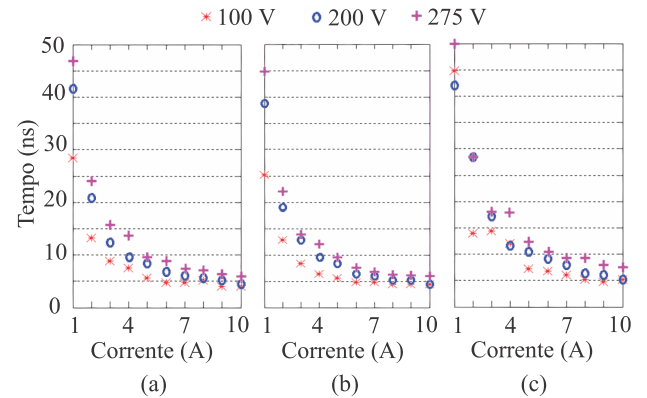 100 V 200 V 275 V
Tempo (ns)
50
40
30
20
10
0
1 4 7 10 1 4 7 10 1 4 7 10
Corrente (A) Corrente (A) Corrente (A)
(a) (b) (c)